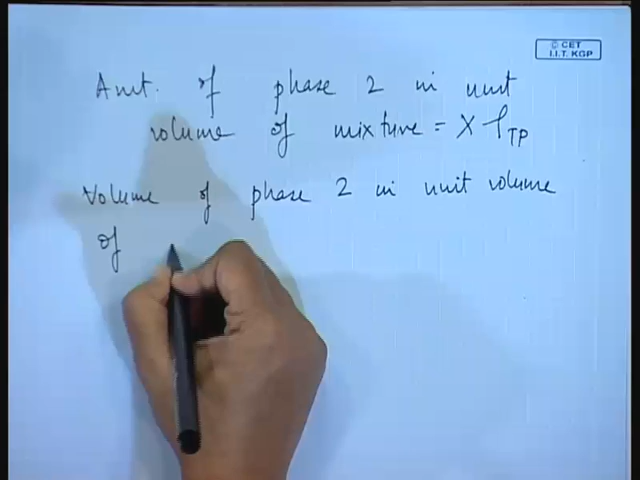 © CET
I.I.T. KGP
Amt. of phase 2 in unit
volume of mixture = x ρTP
Volume of phase 2 in unit volume
of